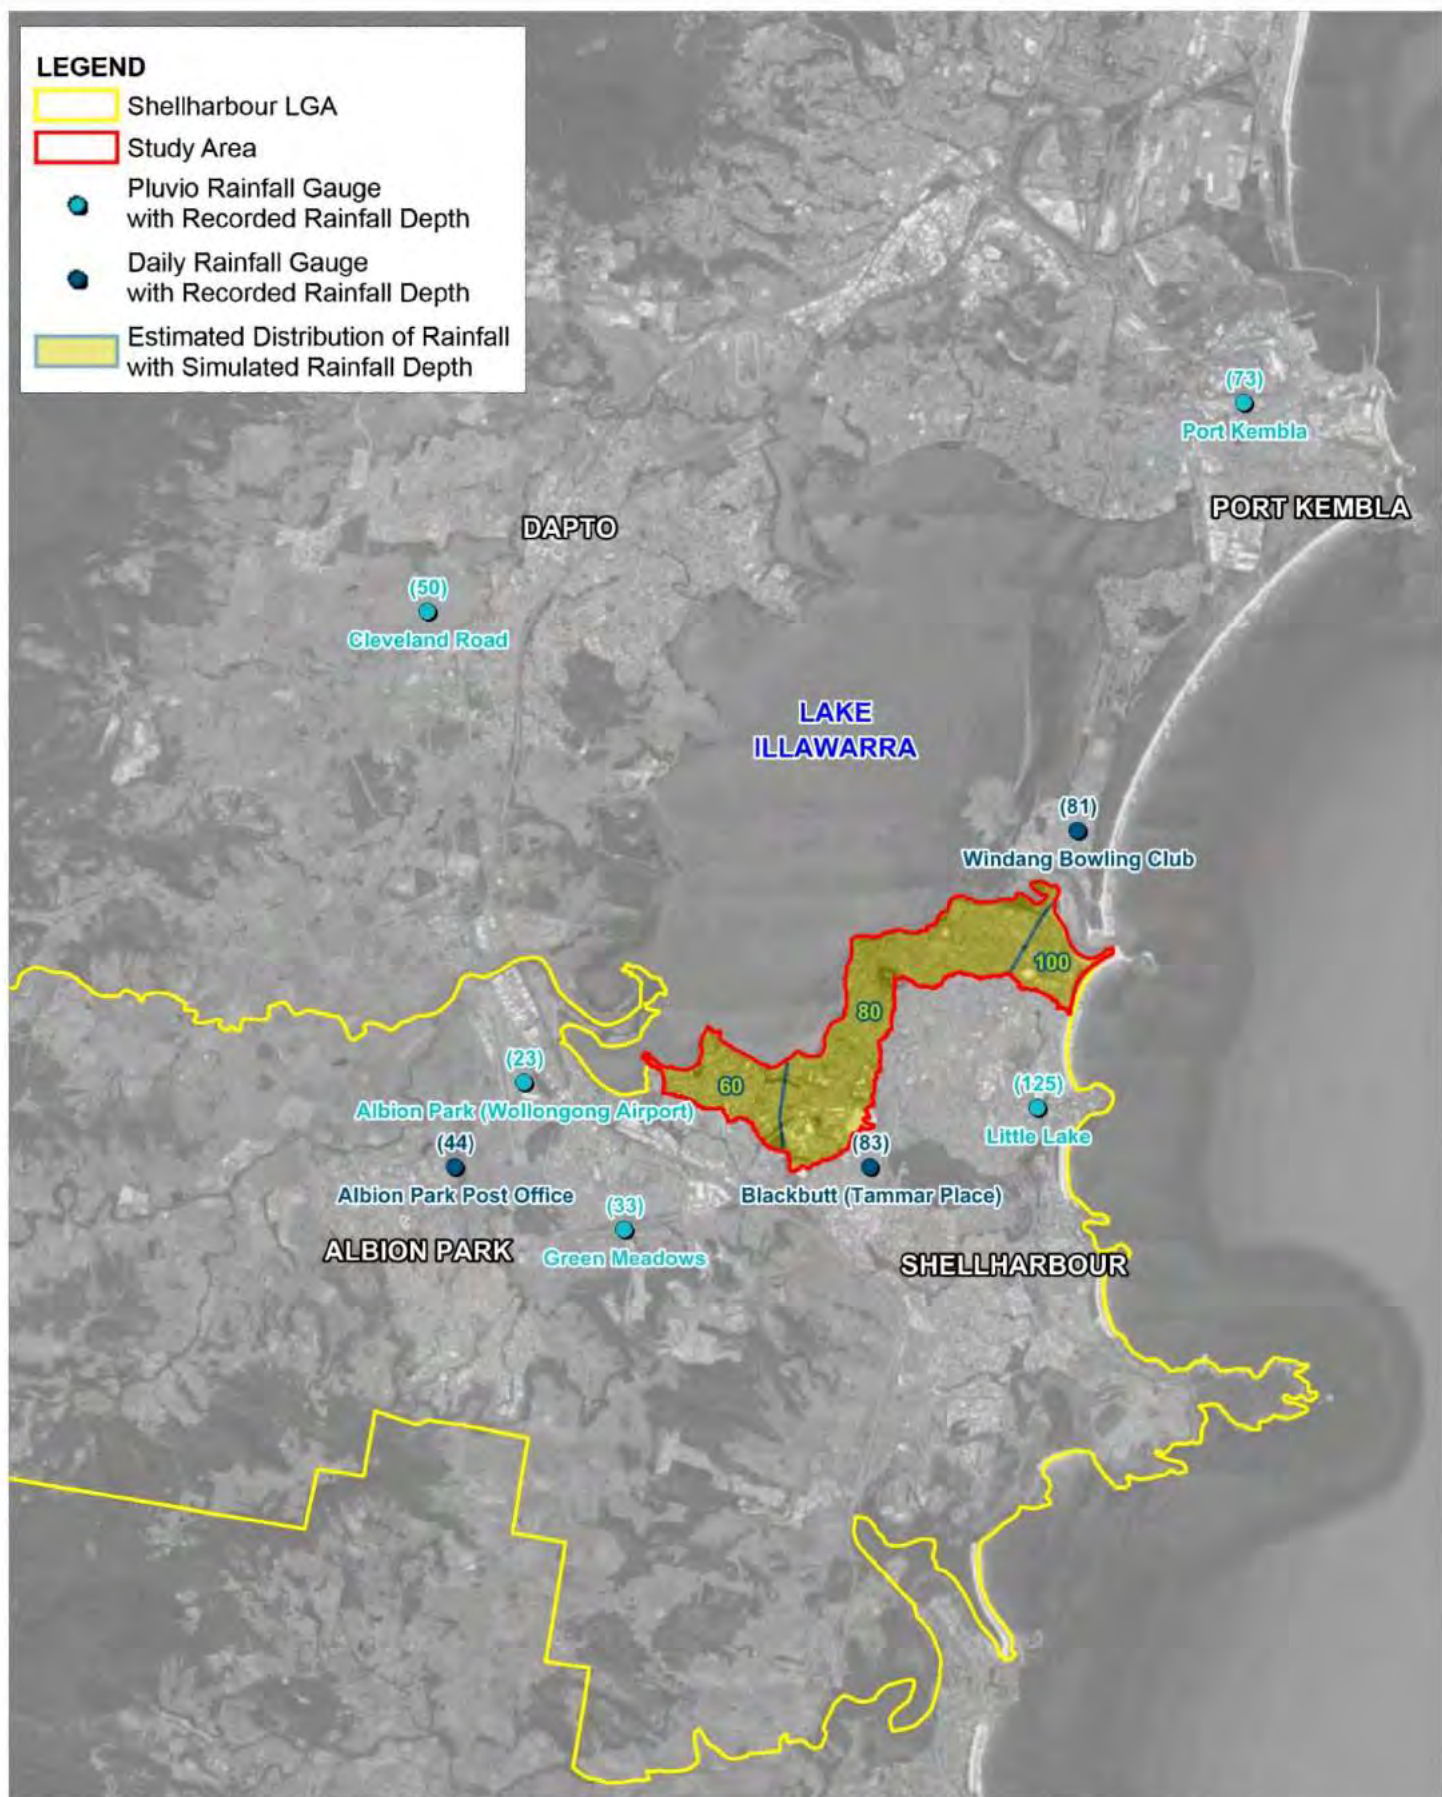 LEGEND
Shellharbour LGA
Study Area
Pluvio Rainfall Gauge
with Recorded Rainfall Depth
Daily Rainfall Gauge
with Recorded Rainfall Depth
Estimated Distribution of Rainfall
with Simulated Rainfall Depth
(73)
Port Kembla
PORT KEMBLA
DAPTO
(50)
Cleveland Road
LAKE
ILLAWARRA
(81)
Windang Bowling Club
100
80
60
(23)
Albion Park (Wollongong Airport)
(125)
Little Lake
(44)
Albion Park Post Office
(83)
Blackbutt (Tammar Place)
(33)
Green Meadows
ALBION PARK
SHELLHARBOUR